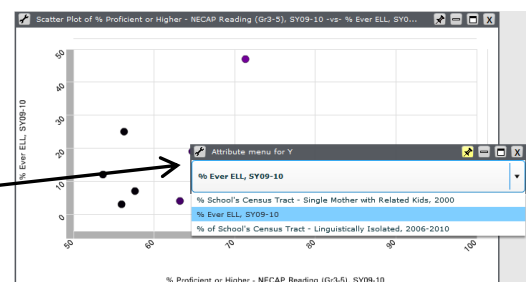 Scatter Plot of % Proficient or Higher - NECAP Reading (Gr3-5), SY09-10 -vs- % Ever ELL, SY0...
50
40
30
20
10
0
% Ever ELL, SY09-10
Attribute menu for Y
% Ever ELL, SY09-10
% School's Census Tract - Single Mother with Related Kids, 2000
% Ever ELL, SY09-10
% of School's Census Tract - Linguistically Isolated, 2006-2010
50
60
70
80
90
100
% Proficient or Higher - NECAP Reading (Gr3-5), SY09-10